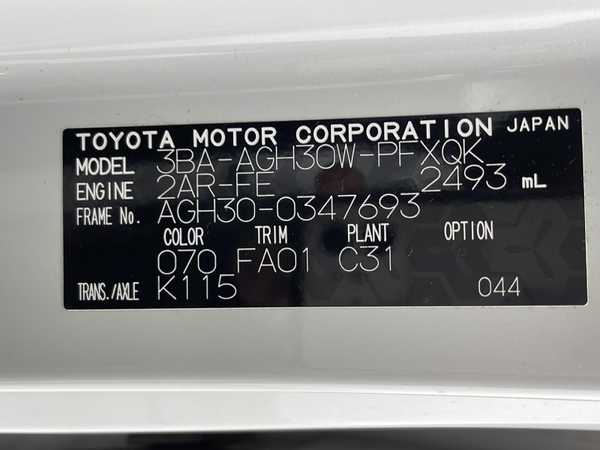 TOYOTA MOTOR CORPORATION JAPAN
MODEL 3BA-AGH30W-PFXQK
ENGINE 2AR-FE 2493 mL
FRAME No. AGH30-0347693
COLOR TRIM PLANT OPTION
070 FA01 C31
TRANS./AXLE K115 044